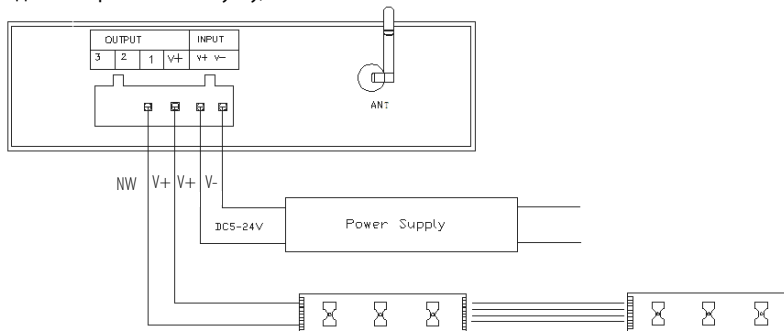 OUTPUT INPUT
3 2 1 V+ V+ V-
ANT
NW V+ V+ V-
DC5-24V
Power Supply